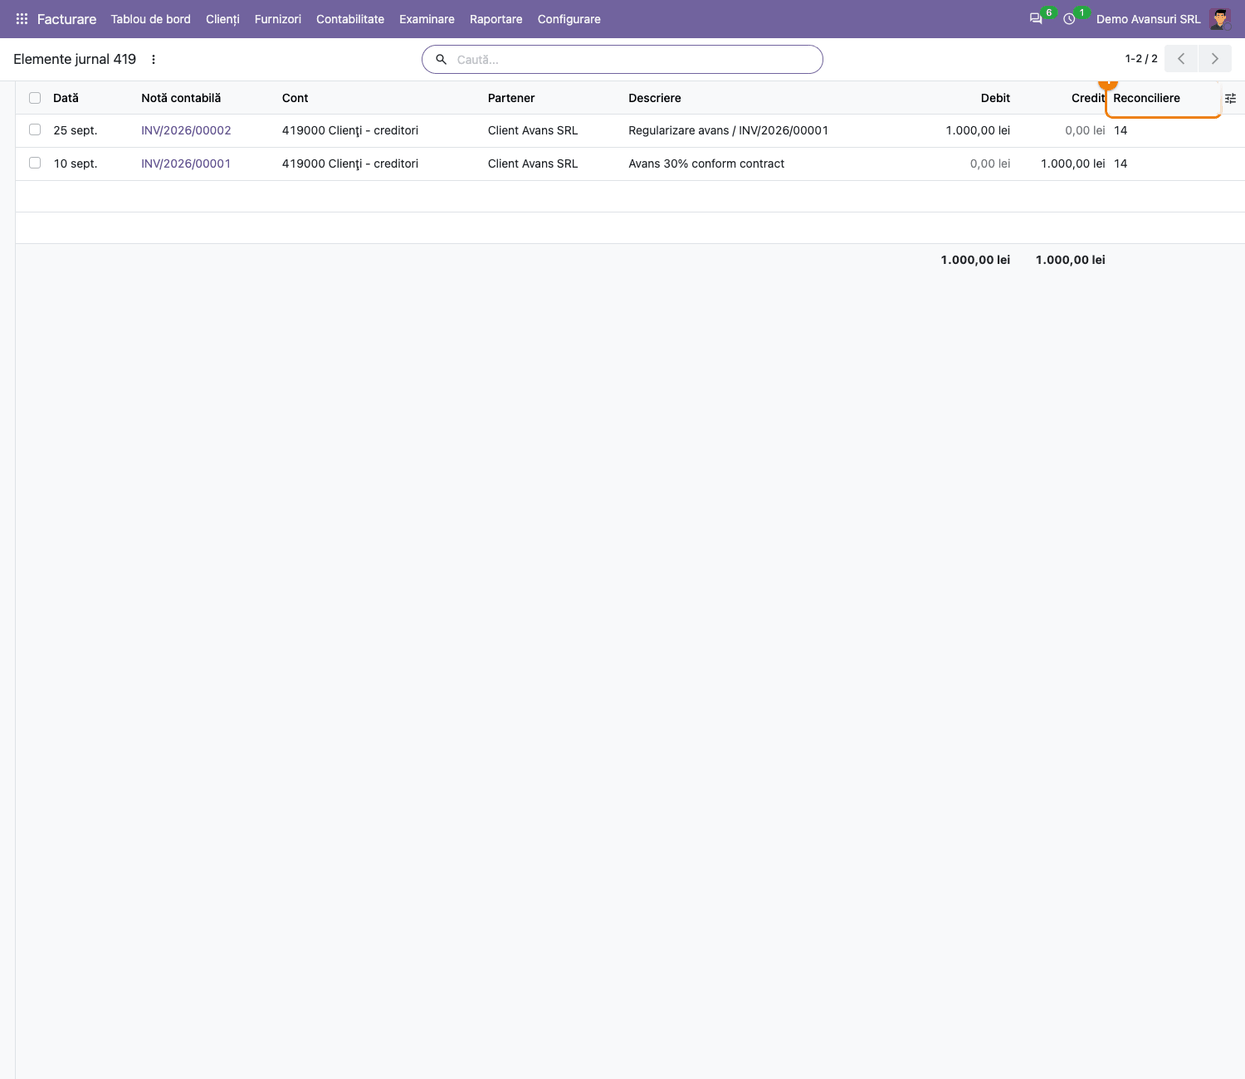 Facturare Tablou de bord Clienți Furnizori Contabilitate Examinare Raportare Configurare 6 1 Demo Avansuri SRL
Elemente jurnal 419 Caută... 1-2 / 2
Dată Notă contabilă Cont Partener Descriere Debit Credit Reconciliere
25 sept. INV/2026/00002 419000 Clienţi - creditori Client Avans SRL Regularizare avans / INV/2026/00001 1.000,00 lei 0,00 lei 14
10 sept. INV/2026/00001 419000 Clienţi - creditori Client Avans SRL Avans 30% conform contract 0,00 lei 1.000,00 lei 14
1.000,00 lei 1.000,00 lei